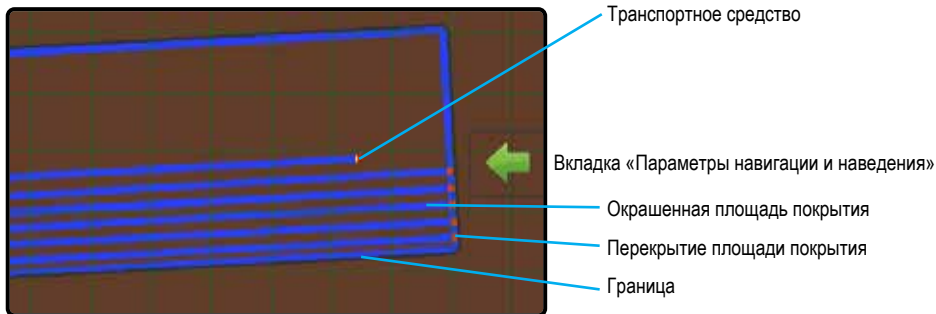 Транспортное средство
Вкладка «Параметры навигации и наведения»
Окрашенная площадь покрытия
Перекрытие площади покрытия
Граница